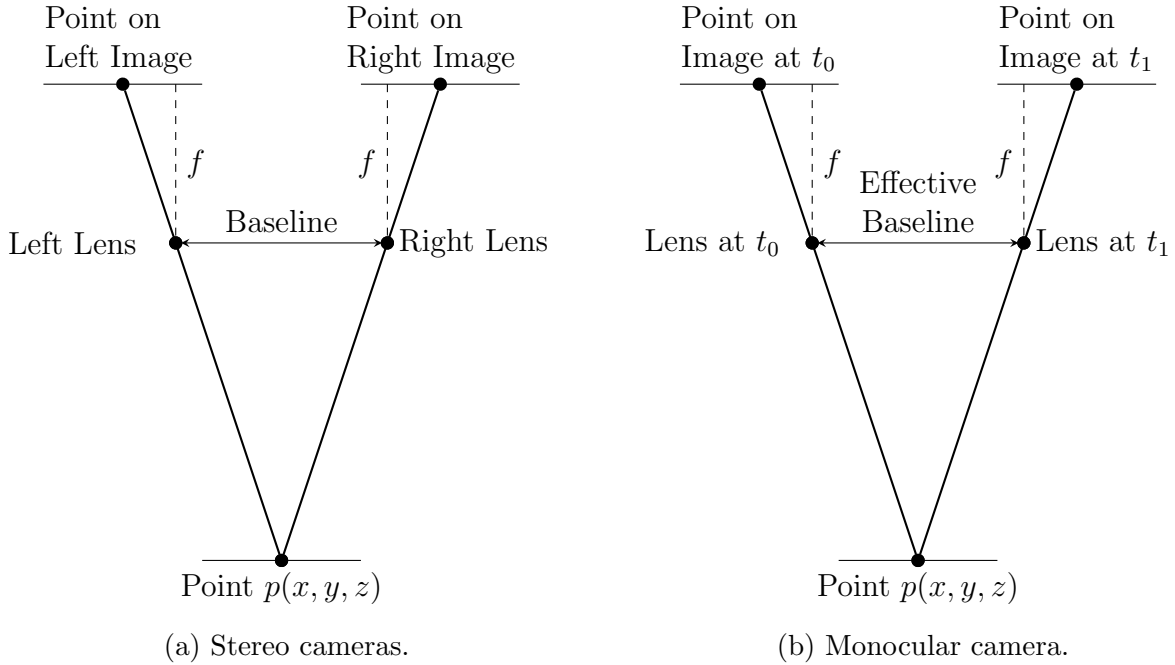 Point on
Left Image
Point on
Right Image
f
f
Baseline
Left Lens
Right Lens
Point p(x, y, z)
(a) Stereo cameras.
Point on
Image at t₀
Point on
Image at t₁
f
f
Effective
Baseline
Lens at t₀
Lens at t₁
Point p(x, y, z)
(b) Monocular camera.